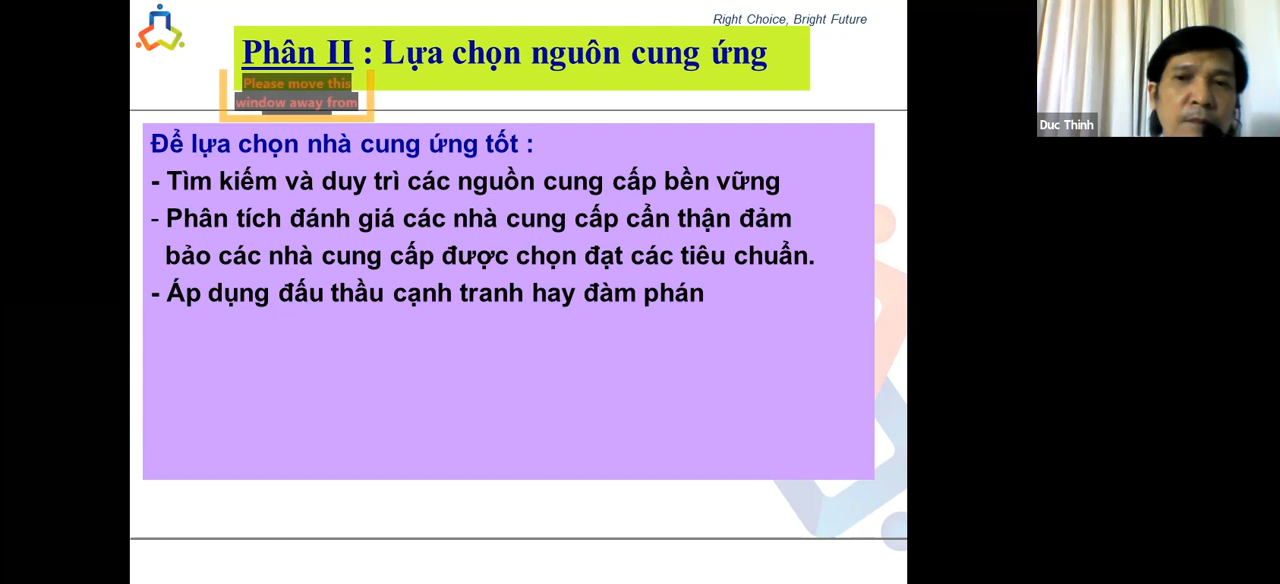 Right Choice, Bright Future
Phân II : Lựa chọn nguôn cung ứng
Please move this
window away from
Để lựa chọn nhà cung ứng tốt :
- Tìm kiếm và duy trì các nguồn cung cấp bền vững
- Phân tích đánh giá các nhà cung cấp cẩn thận đảm
bảo các nhà cung cấp được chọn đạt các tiêu chuẩn.
- Áp dụng đấu thầu cạnh tranh hay đàm phán
Duc Thinh